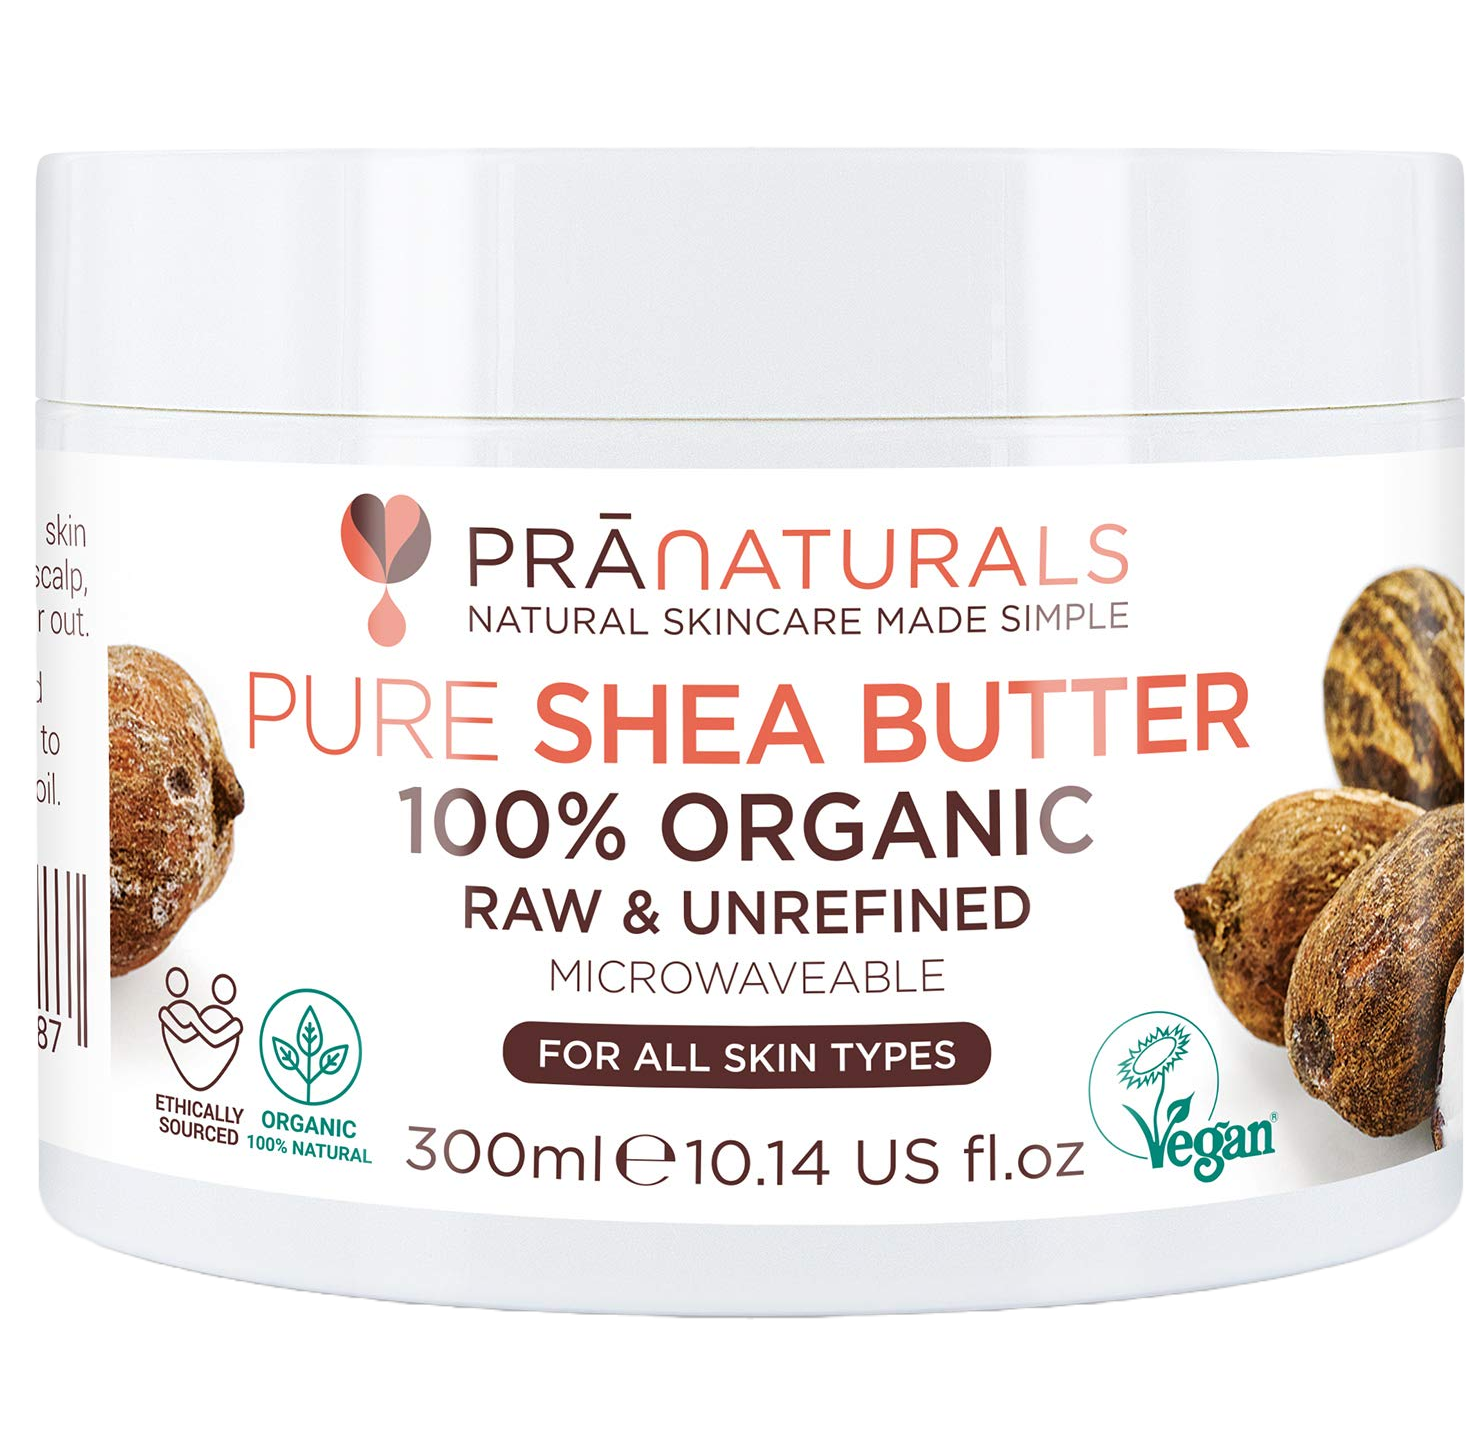 skin
scalp,
out.
to
oil.
87
PRĀNATURALS
NATURAL SKINCARE MADE SIMPLE
PURE SHEA BUTTER
100% ORGANIC
RAW & UNREFINED
MICROWAVEABLE
FOR ALL SKIN TYPES
ETHICALLY
SOURCED
ORGANIC
100% NATURAL
300ml℮10.14 US fl.oz
Vegan®